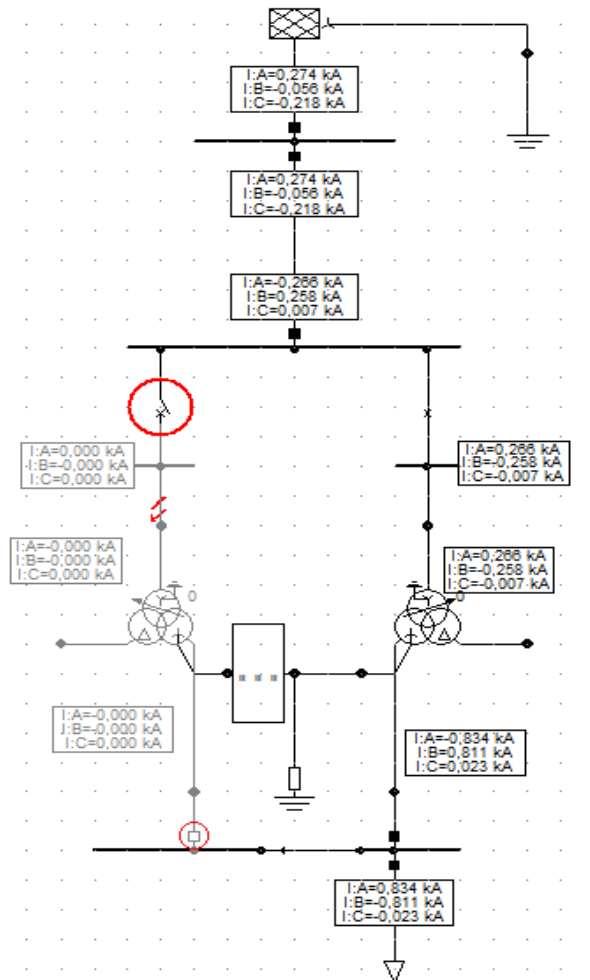 I:A=0,274 kA
I:B=-0,056 kA
I:C=-0,218 kA
I:A=0,274 kA
I:B=-0,056 kA
I:C=-0,218 kA
I:A=-0,266 kA
I:B=0,258 kA
I:C=0,007 kA
I:A=0,000 kA
I:B=-0,000 kA
I:C=0,000 kA
I:A=0,266 kA
I:B=-0,258 kA
I:C=-0,007 kA
I:A=-0,000 kA
I:B=-0,000 kA
I:C=0,000 kA
I:A=0,266 kA
I:B=-0,258 kA
I:C=-0,007 kA
0
0
I:A=-0,000 kA
I:B=-0,000 kA
I:C=0,000 kA
I:A=-0,834 kA
I:B=0,811 kA
I:C=0,023 kA
I:A=0,834 kA
I:B=-0,811 kA
I:C=-0,023 kA